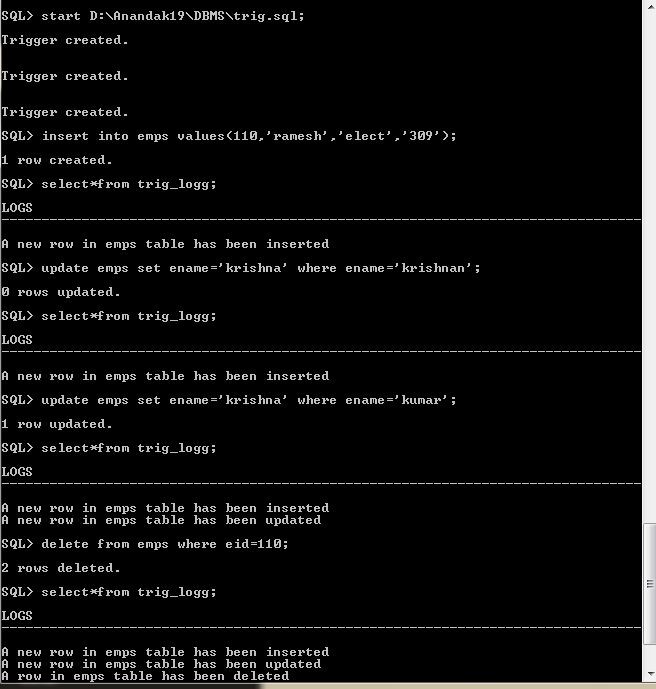 SQL> start D:\Anandak19\DBMS\trig.sql;
Trigger created.
Trigger created.
Trigger created.
SQL> insert into emps values(110,'ramesh','elect','309');
1 row created.
SQL> select*from trig_logg;
LOGS
--------------------------------------------------------------------------------
A new row in emps table has been inserted
SQL> update emps set ename='krishna' where ename='krishnan';
0 rows updated.
SQL> select*from trig_logg;
LOGS
--------------------------------------------------------------------------------
A new row in emps table has been inserted
SQL> update emps set ename='krishna' where ename='kumar';
1 row updated.
SQL> select*from trig_logg;
LOGS
--------------------------------------------------------------------------------
A new row in emps table has been inserted
A new row in emps table has been updated
SQL> delete from emps where eid=110;
2 rows deleted.
SQL> select*from trig_logg;
LOGS
--------------------------------------------------------------------------------
A new row in emps table has been inserted
A new row in emps table has been updated
A row in emps table has been deleted